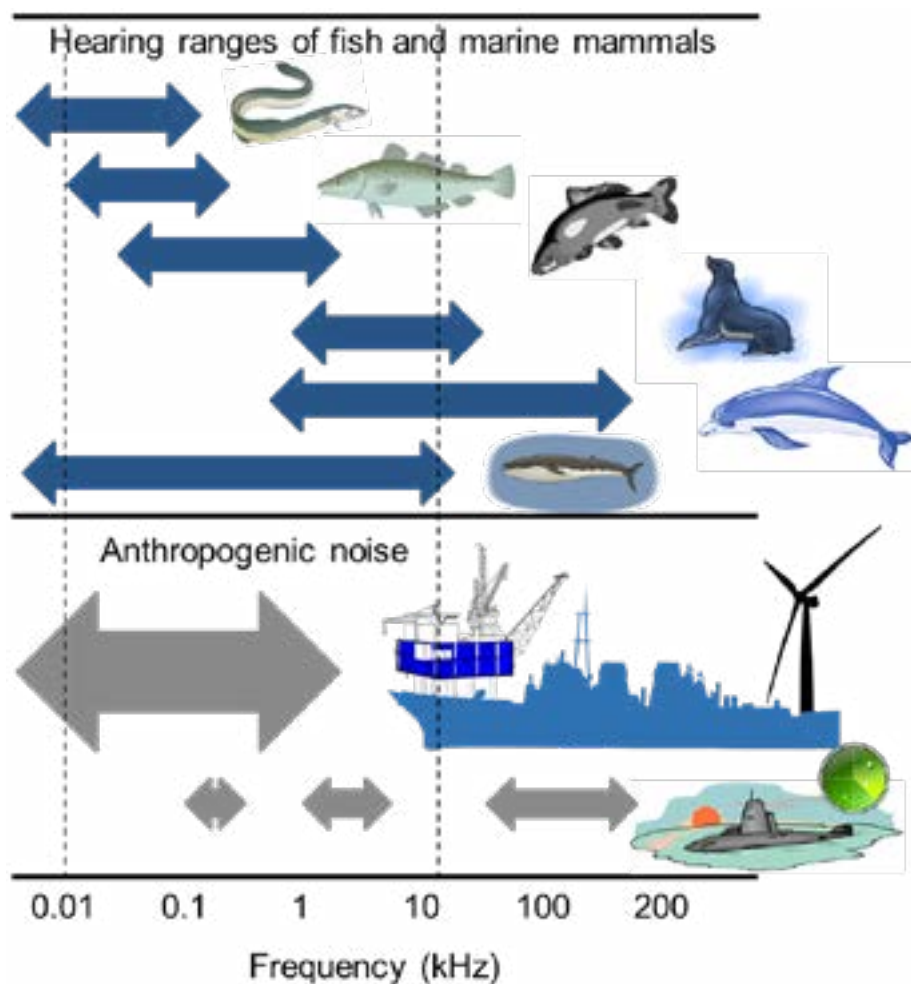 Hearing ranges of fish and marine mammals
Anthropogenic noise
0.01 0.1 1 10 100 200
Frequency (kHz)